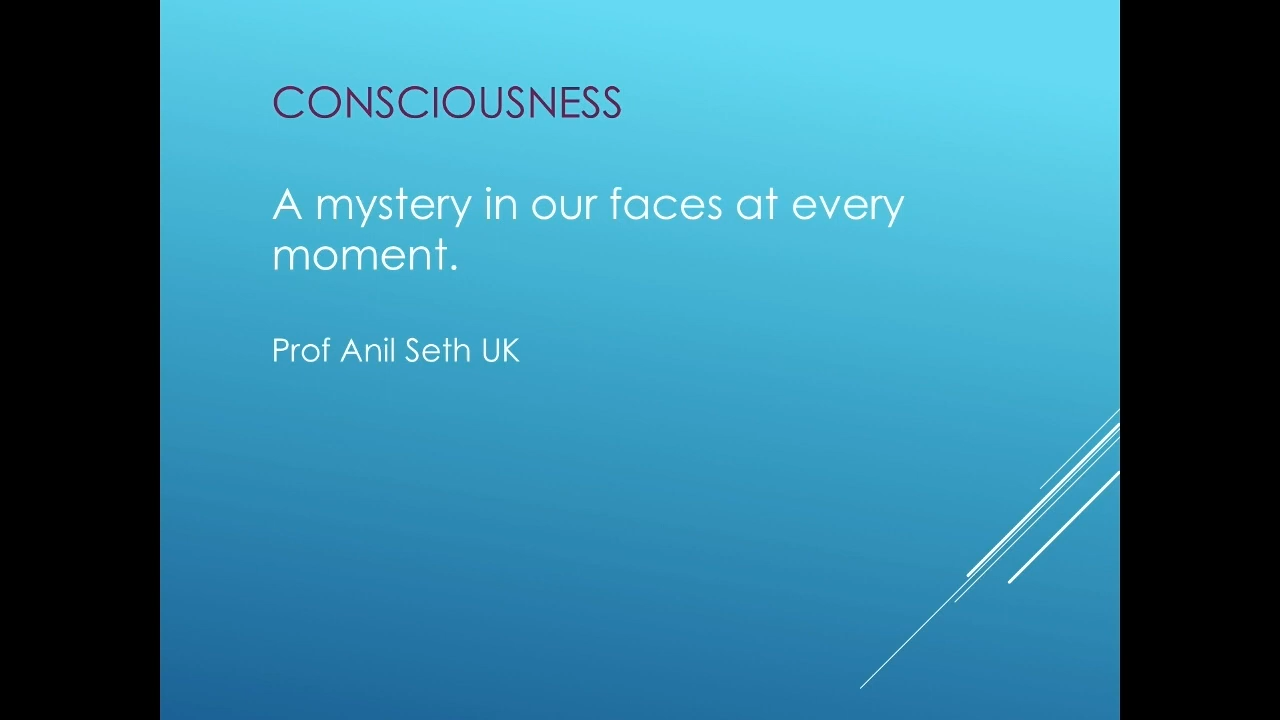 CONSCIOUSNESS
A mystery in our faces at every
moment.
Prof Anil Seth UK